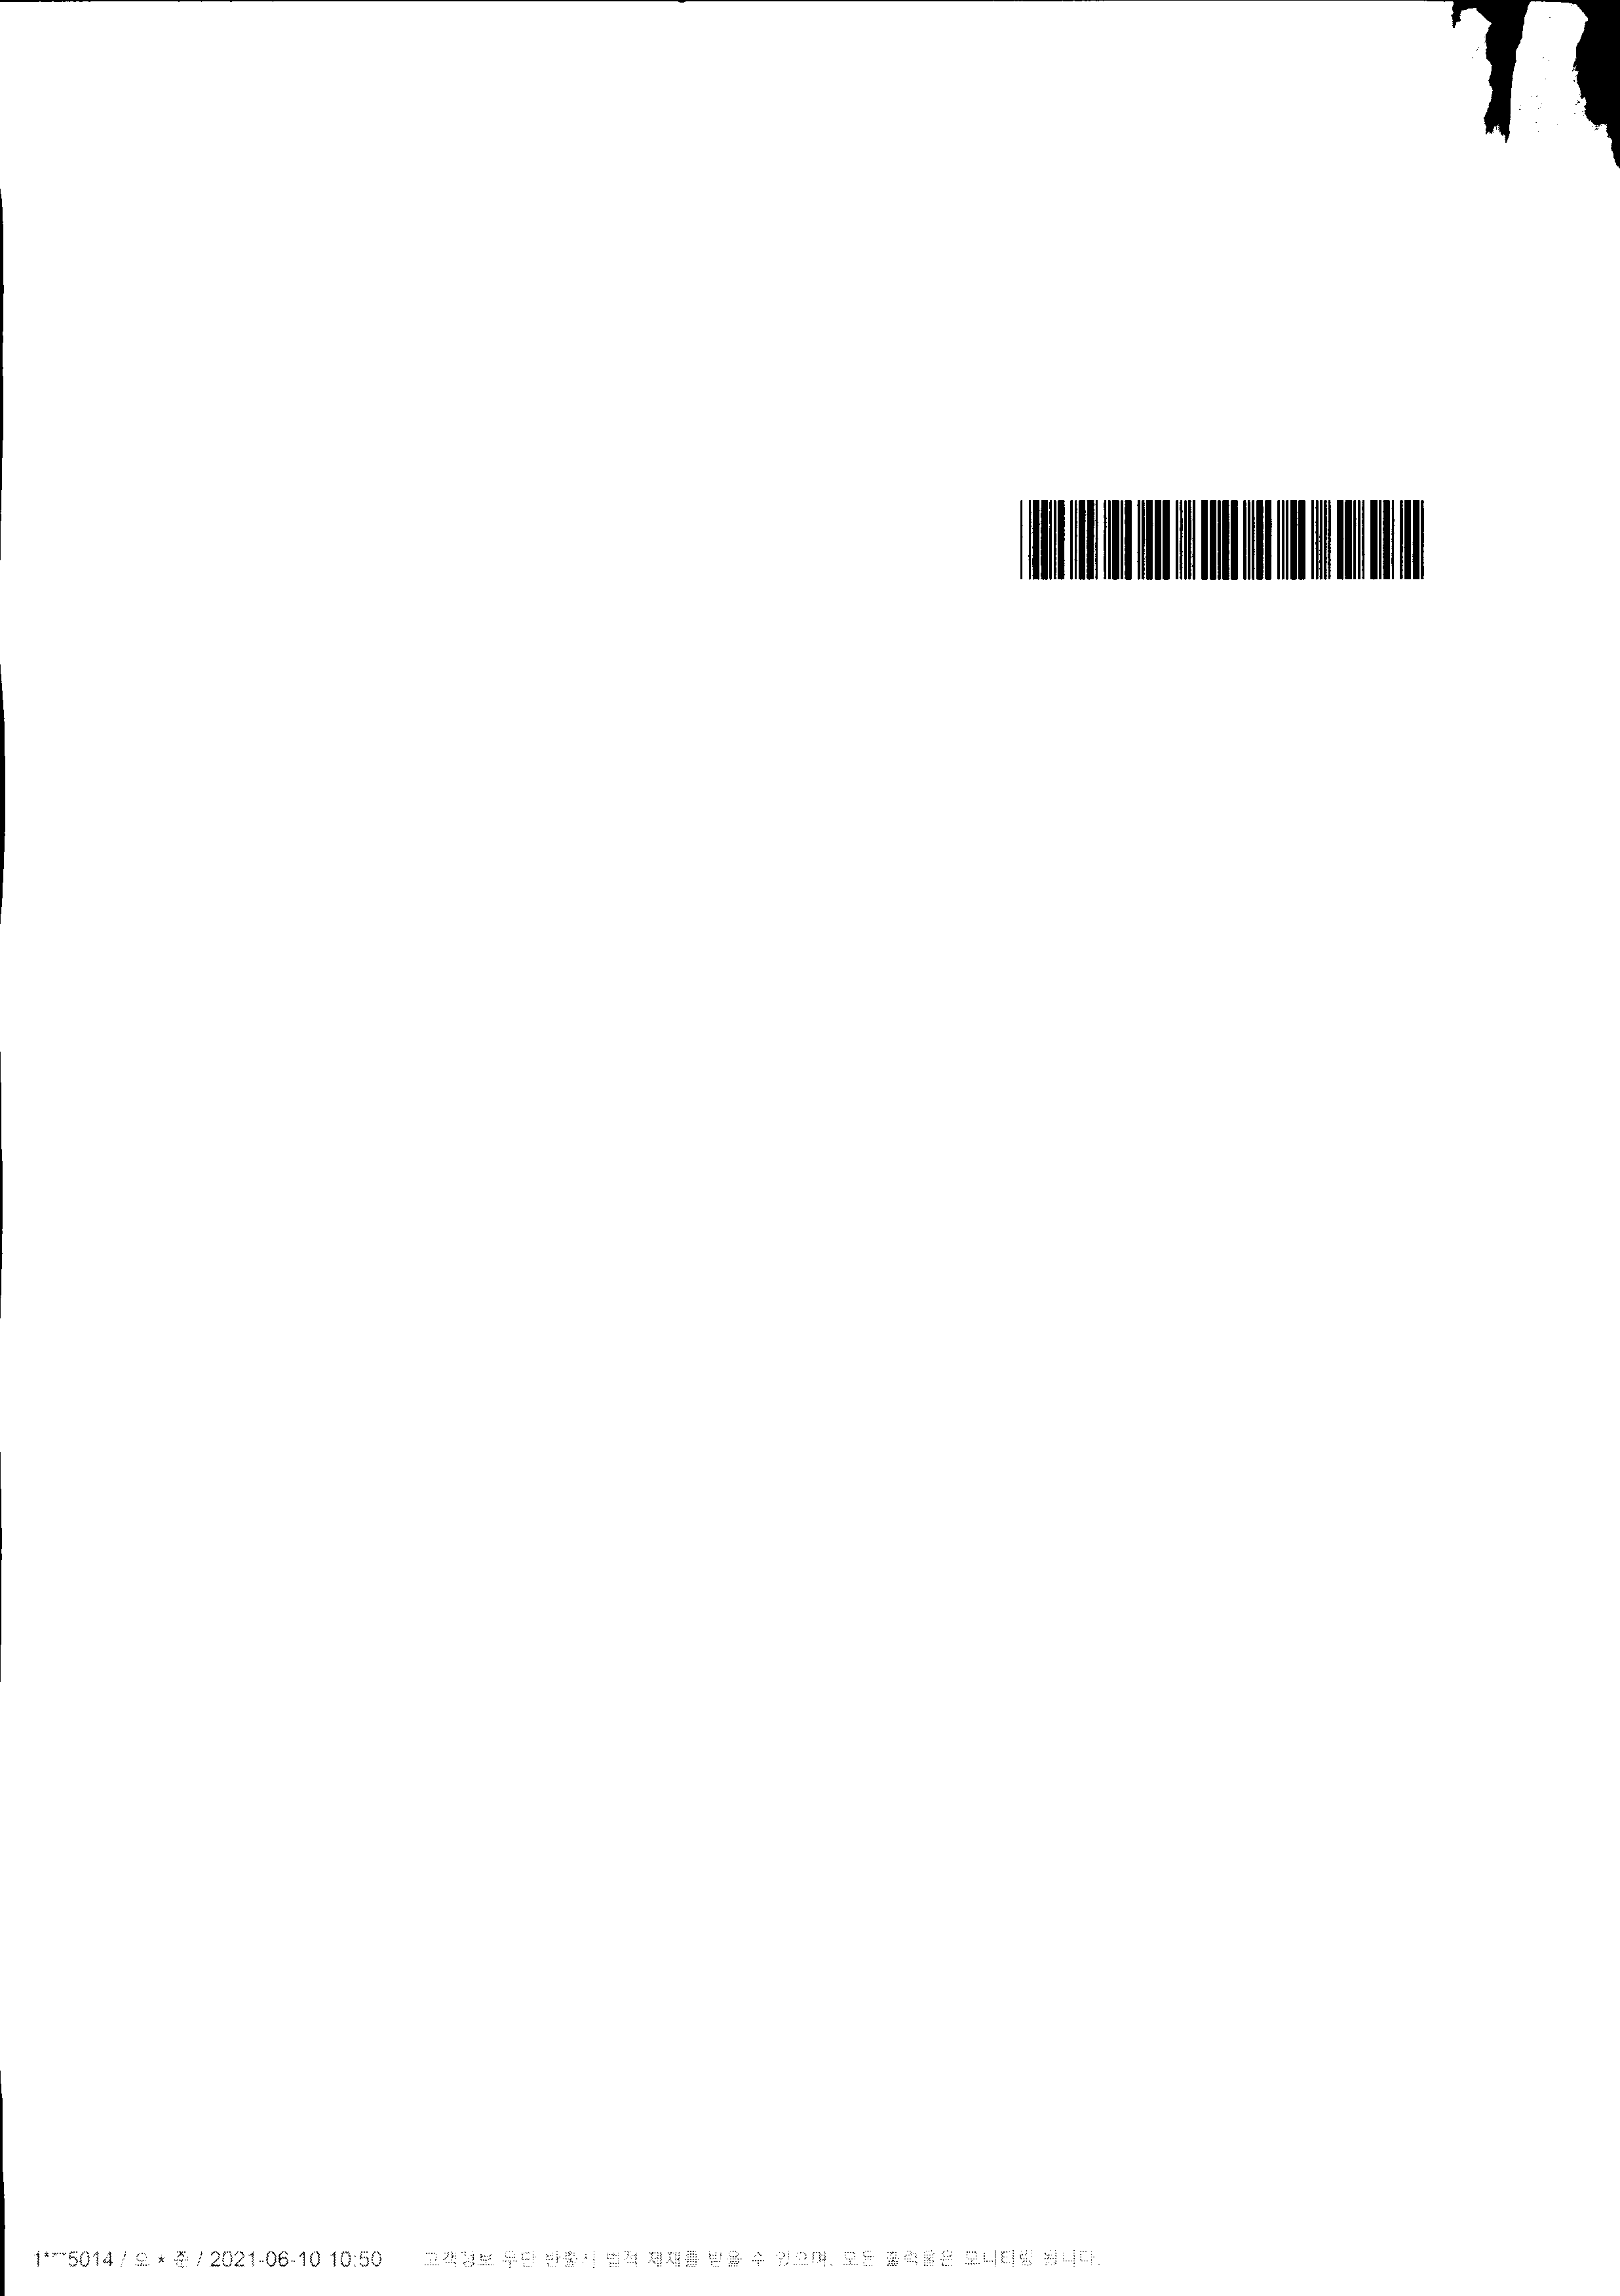 1***5014 / 오 * 준 / 2021-06-10 10:50 고객정보 무단 반출시 법적 제재를 받을 수 있으며, 모든 출력물은 모니터링 됩니다.